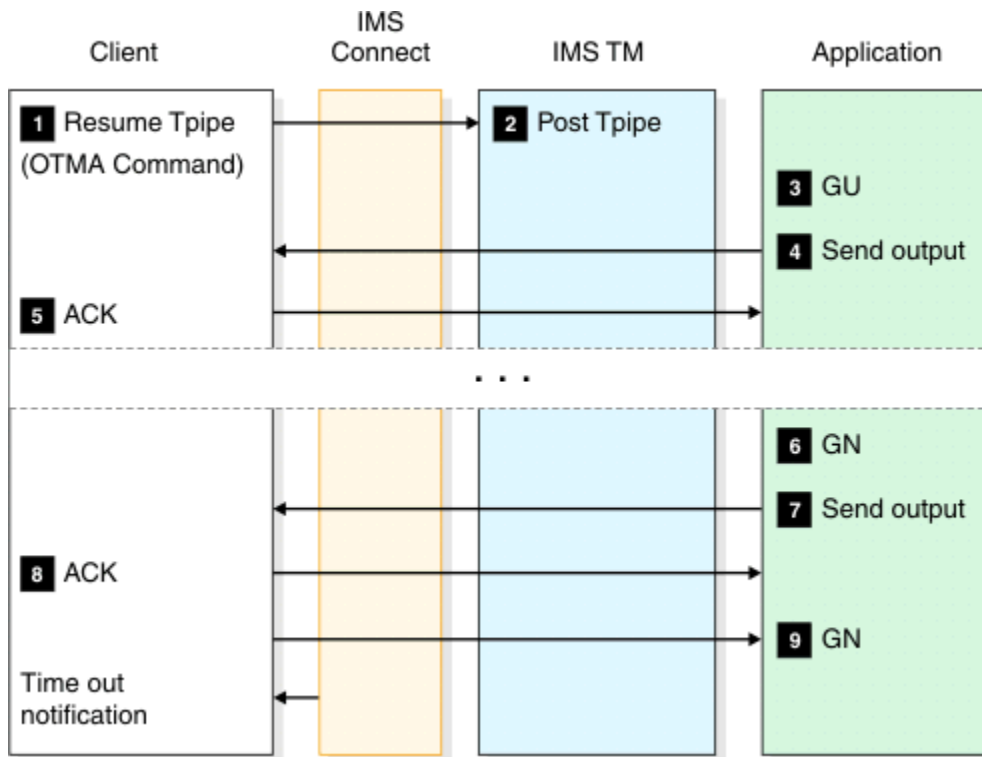 Client
IMS
Connect
IMS TM
Application
1 Resume Tpipe
(OTMA Command)
2 Post Tpipe
3 GU
4 Send output
5 ACK
. . .
6 GN
7 Send output
8 ACK
9 GN
Time out
notification